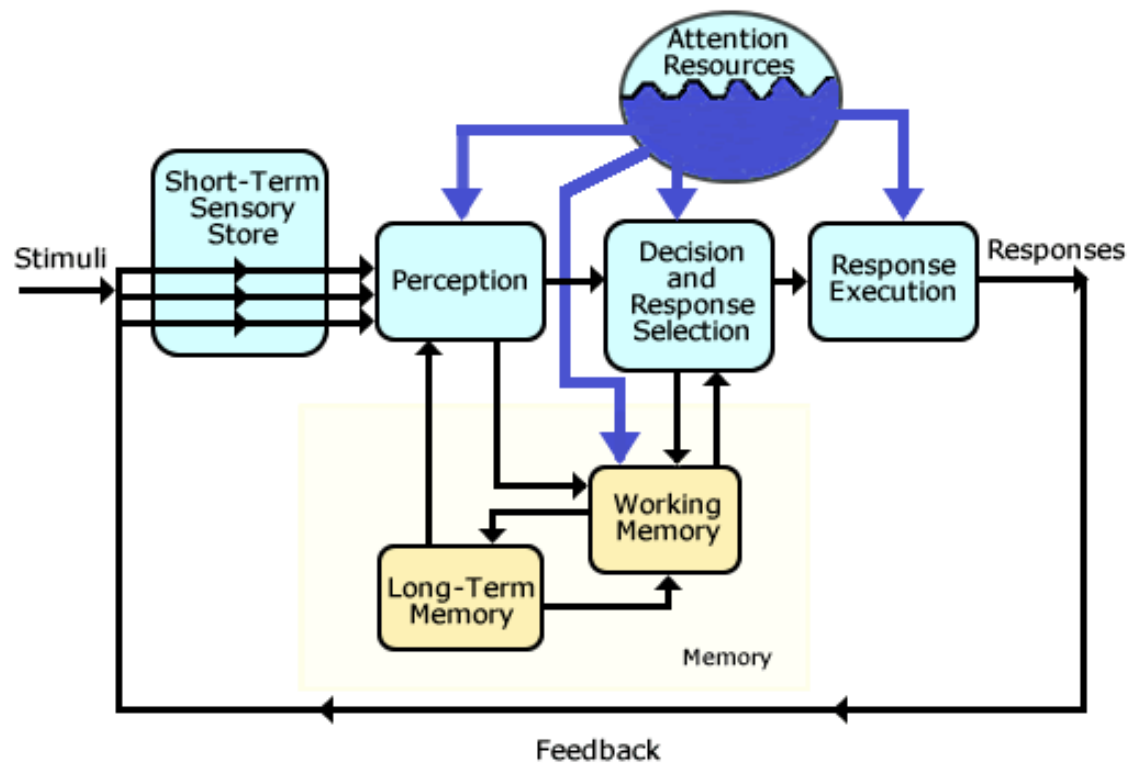 Attention
Resources
Short-Term
Sensory
Store
Stimuli
Perception
Decision
and
Response
Selection
Response
Execution
Responses
Working
Memory
Long-Term
Memory
Memory
Feedback